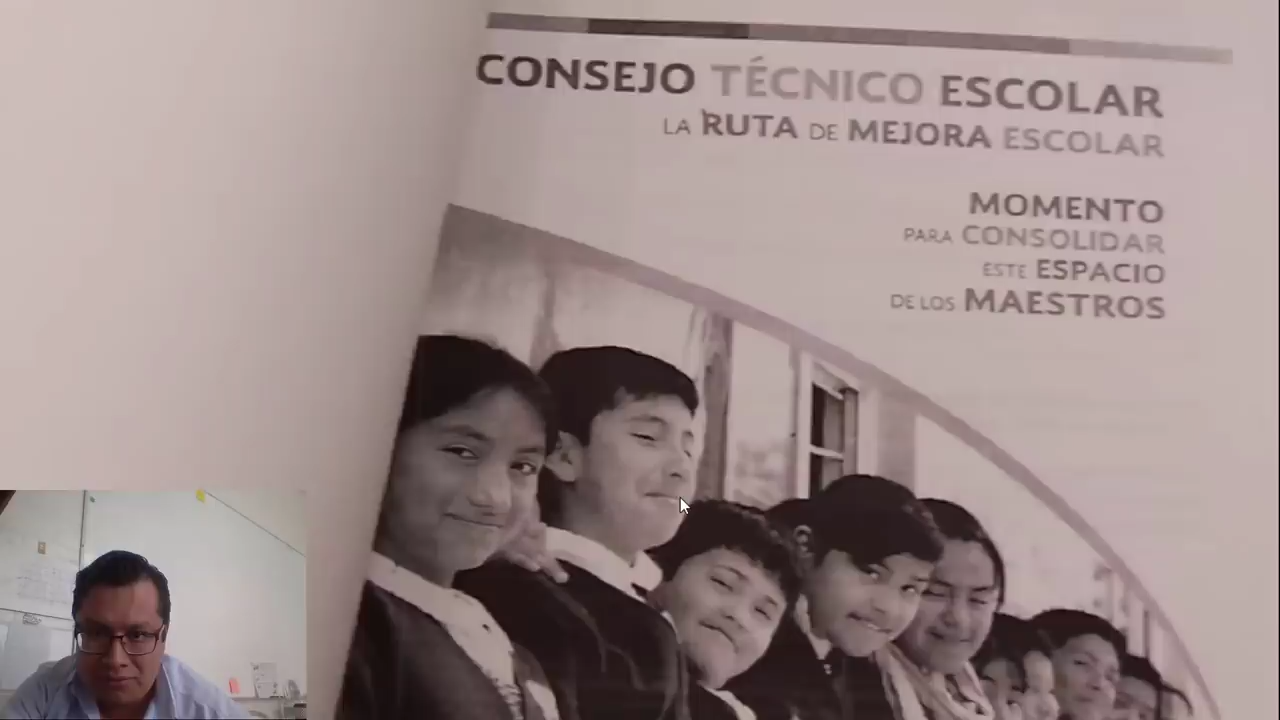 CONSEJO TÉCNICO ESCOLAR
LA RUTA DE MEJORA ESCOLAR
MOMENTO
PARA CONSOLIDAR
ESTE ESPACIO
DE LOS MAESTROS